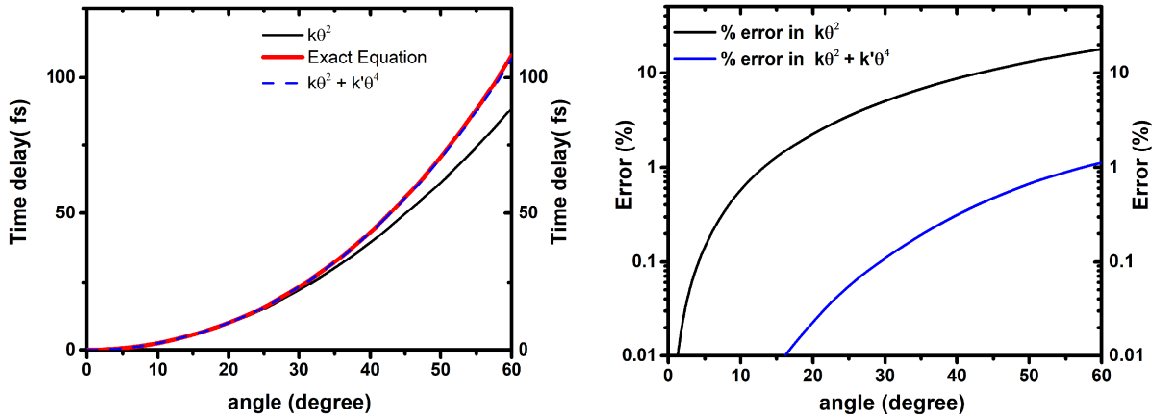 kθ²
Exact Equation
kθ² + k'θ⁴
100
50
0
100
50
0
Time delay( fs)
Time delay( fs)
0 10 20 30 40 50 60
angle (degree)
% error in kθ²
% error in kθ² + k'θ⁴
10
1
0.1
0.01
10
1
0.1
0.01
Error (%)
Error (%)
0 10 20 30 40 50 60
angle (degree)